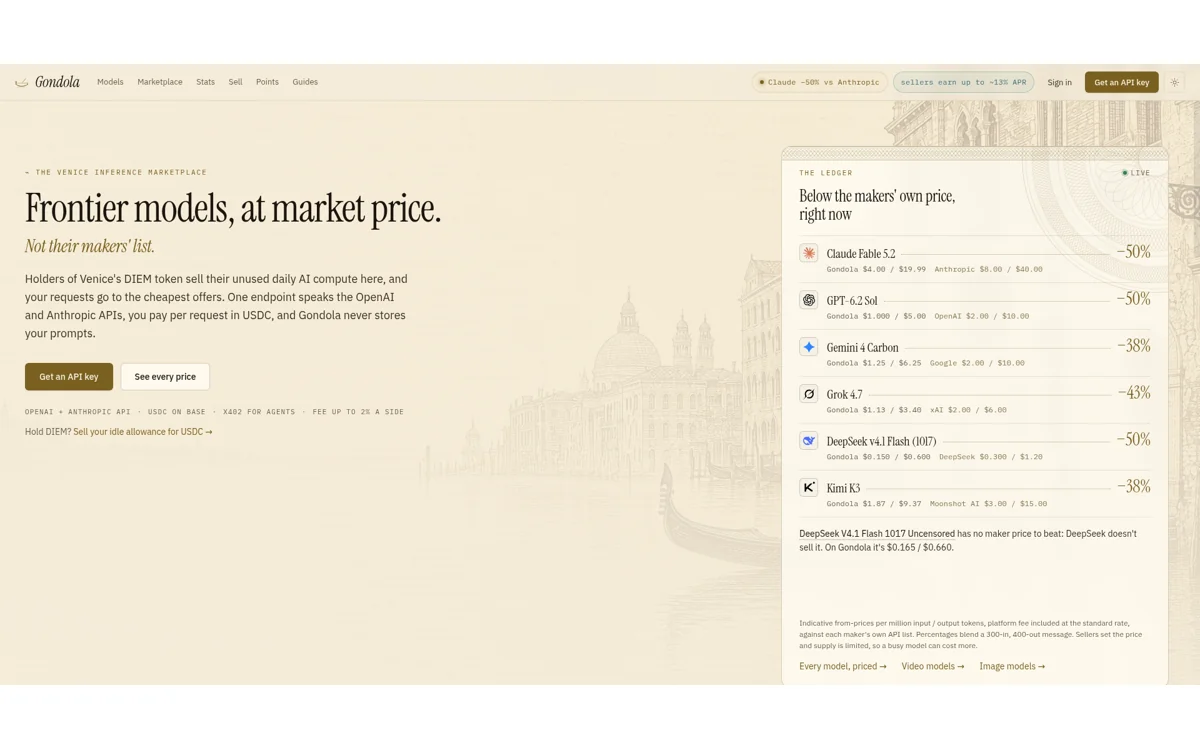 Gondola
Models
Marketplace
Stats
Sell
Points
Guides
Claude −50% vs Anthropic
sellers earn up to ~13% APR
Sign in
Get an API key
~ THE VENICE INFERENCE MARKETPLACE
Frontier models, at market price.
Not their makers' list.
Holders of Venice's DIEM token sell their unused daily AI compute here, and
your requests go to the cheapest offers. One endpoint speaks the OpenAI
and Anthropic APIs, you pay per request in USDC, and Gondola never stores
your prompts.
Get an API key
See every price
OPENAI + ANTHROPIC API · USDC ON BASE · X402 FOR AGENTS · FEE UP TO 2% A SIDE
Hold DIEM? Sell your idle allowance for USDC →
THE LEDGER
LIVE
Below the makers' own price,
right now
Claude Fable 5.2
−50%
Gondola $4.00 / $19.99 Anthropic $8.00 / $40.00
GPT-6.2 Sol
−50%
Gondola $1.000 / $5.00 OpenAI $2.00 / $10.00
Gemini 4 Carbon
−38%
Gondola $1.25 / $6.25 Google $2.00 / $10.00
Grok 4.7
−43%
Gondola $1.13 / $3.40 xAI $2.00 / $6.00
DeepSeek v4.1 Flash (1017)
−50%
Gondola $0.150 / $0.600 DeepSeek $0.300 / $1.20
Kimi K3
−38%
Gondola $1.87 / $9.37 Moonshot AI $3.00 / $15.00
DeepSeek V4.1 Flash 1017 Uncensored has no maker price to beat: DeepSeek doesn't
sell it. On Gondola it's $0.165 / $0.660.
Indicative from-prices per million input / output tokens, platform fee included at the standard rate,
against each maker's own API list. Percentages blend a 300-in, 400-out message. Sellers set the price
and supply is limited, so a busy model can cost more.
Every model, priced →
Video models →
Image models →